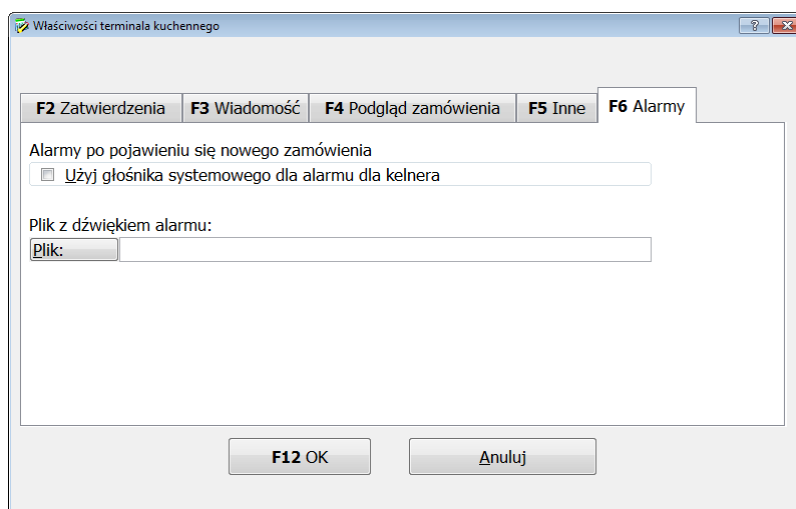 Właściwości terminala kuchennego
F2 Zatwierdzenia F3 Wiadomość F4 Podgląd zamówienia F5 Inne F6 Alarmy
Alarmy po pojawieniu się nowego zamówienia
Użyj głośnika systemowego dla alarmu dla kelnera
Plik z dźwiękiem alarmu:
Plik:
F12 OK Anuluj